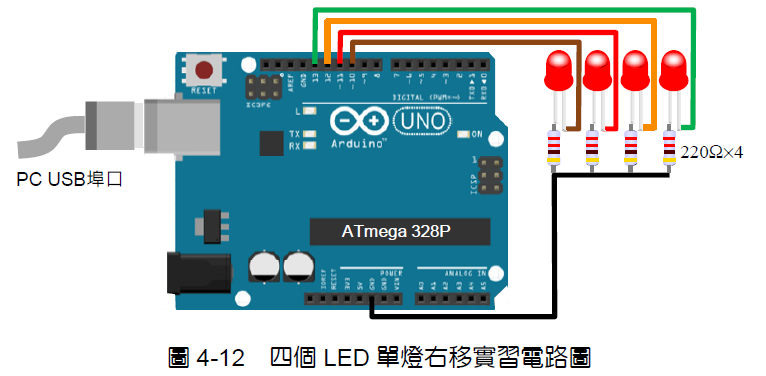 RESET
ICSP2
AREF
GND
13
12
~11
~10
~9
8
7
~6
~5
4
~3
2
TXD▶1
RXD◀0
DIGITAL (PWM=~)
L
TX
RX
UNO
Arduino™
ON
1
ICSP
220Ω×4
PC USB埠口
ATmega 328P
POWER
ANALOG IN
IOREF
RESET
3V3
5V
GND
GND
VIN
A0
A1
A2
A3
A4
A5
圖 4-12 四個 LED 單燈右移實習電路圖